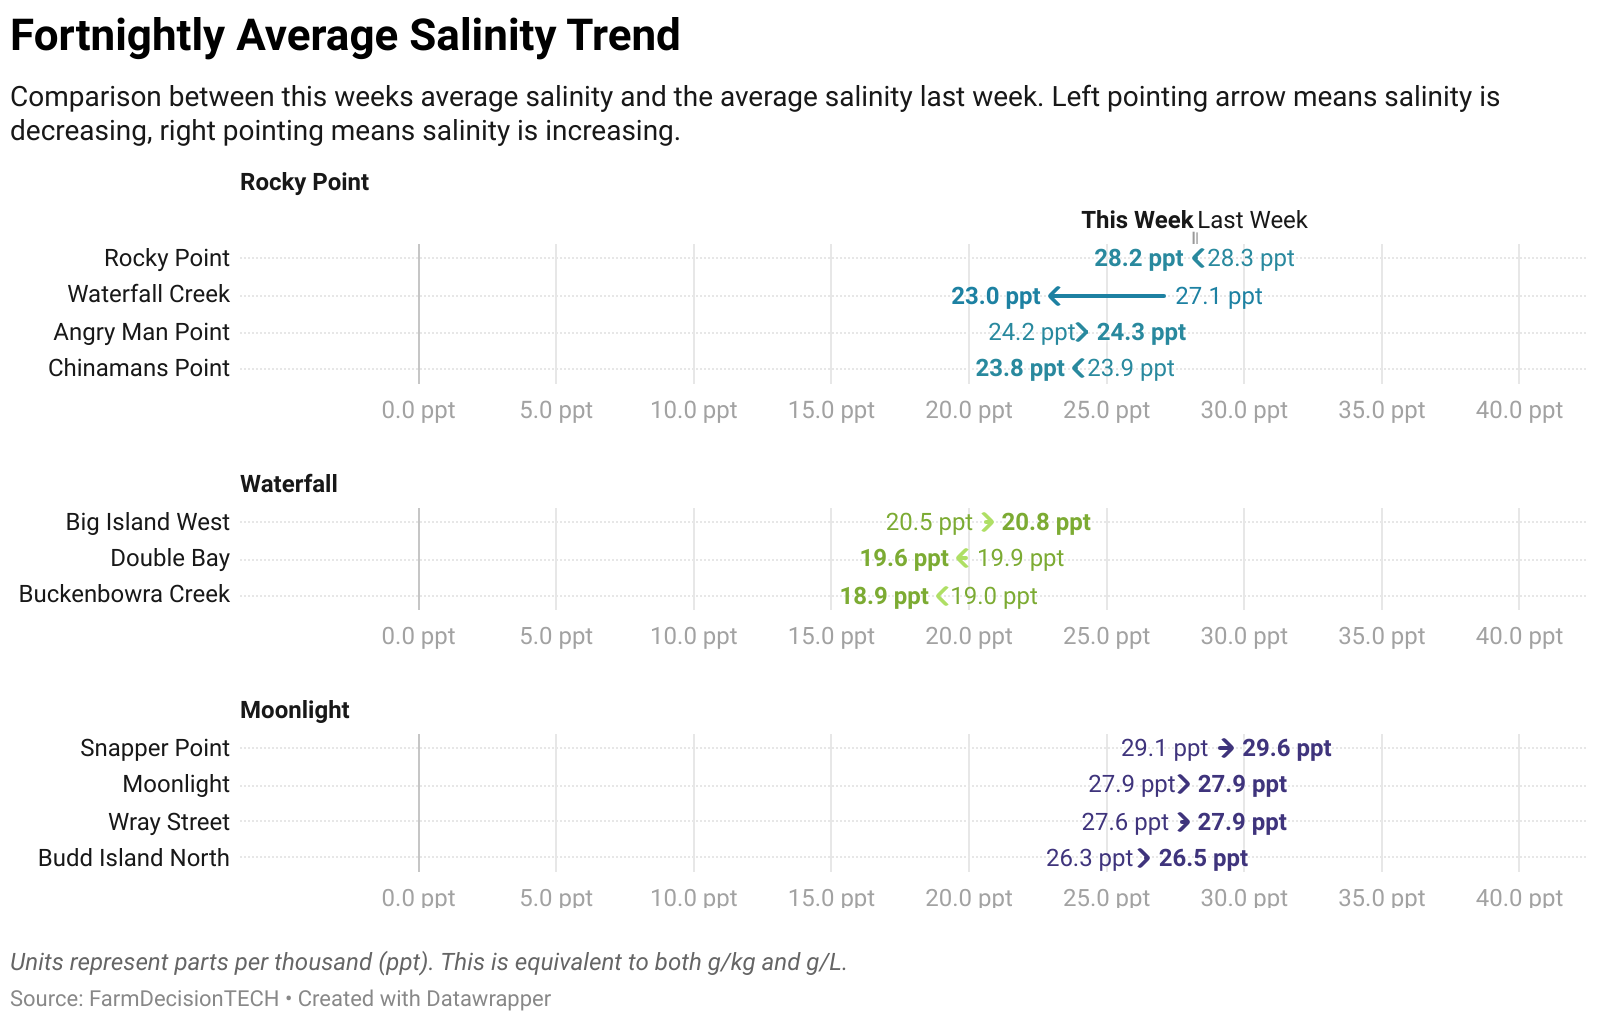 Fortnightly Average Salinity Trend
Comparison between this weeks average salinity and the average salinity last week. Left pointing arrow means salinity is
decreasing, right pointing means salinity is increasing.
Rocky Point
This Week Last Week
Rocky Point 28.2 ppt 28.3 ppt
Waterfall Creek 23.0 ppt 27.1 ppt
Angry Man Point 24.2 ppt 24.3 ppt
Chinamans Point 23.8 ppt 23.9 ppt
0.0 ppt 5.0 ppt 10.0 ppt 15.0 ppt 20.0 ppt 25.0 ppt 30.0 ppt 35.0 ppt 40.0 ppt
Waterfall
Big Island West 20.5 ppt 20.8 ppt
Double Bay 19.6 ppt 19.9 ppt
Buckenbowra Creek 18.9 ppt 19.0 ppt
0.0 ppt 5.0 ppt 10.0 ppt 15.0 ppt 20.0 ppt 25.0 ppt 30.0 ppt 35.0 ppt 40.0 ppt
Moonlight
Snapper Point 29.1 ppt 29.6 ppt
Moonlight 27.9 ppt 27.9 ppt
Wray Street 27.6 ppt 27.9 ppt
Budd Island North 26.3 ppt 26.5 ppt
0.0 ppt 5.0 ppt 10.0 ppt 15.0 ppt 20.0 ppt 25.0 ppt 30.0 ppt 35.0 ppt 40.0 ppt
Units represent parts per thousand (ppt). This is equivalent to both g/kg and g/L.
Source: FarmDecisionTECH • Created with Datawrapper